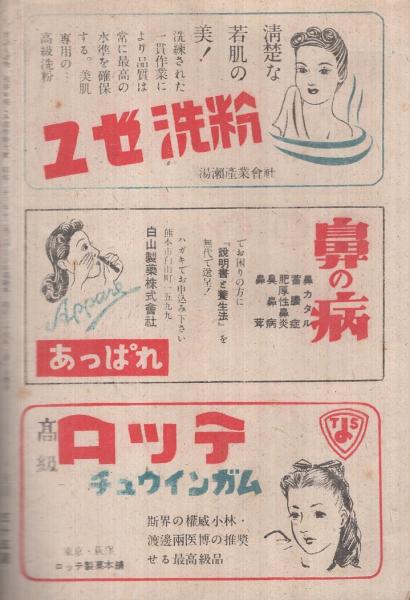 清楚な
若肌の
美！
洗練された
一貫作業に
より品質は
常に最高の
水準を確保
する。美肌
専用の…
高級洗粉
ユゼ洗粉
湯瀬產業會社
鼻の病
鼻カタル
蓄膿症
肥厚性鼻炎
臭鼻病
鼻茸
でお困りの方に
『説明書と養生法』を
無代で送呈！
ハガキでお申込み下さい
熊本市白山町一五九九
白山製藥株式會社
Appare
あっぱれ
TYS
高級
ロッテ
チュウインガム
斯界の權威小林・
渡邊兩医博の推奬
せる最高級品
東京・荻窪
ロッテ製菓本舗